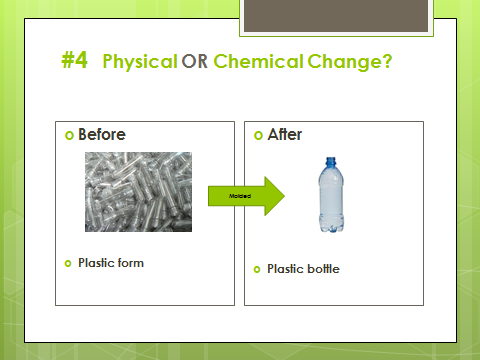 #4 Physical OR Chemical Change?
Before
Plastic form
Molded
After
Plastic bottle